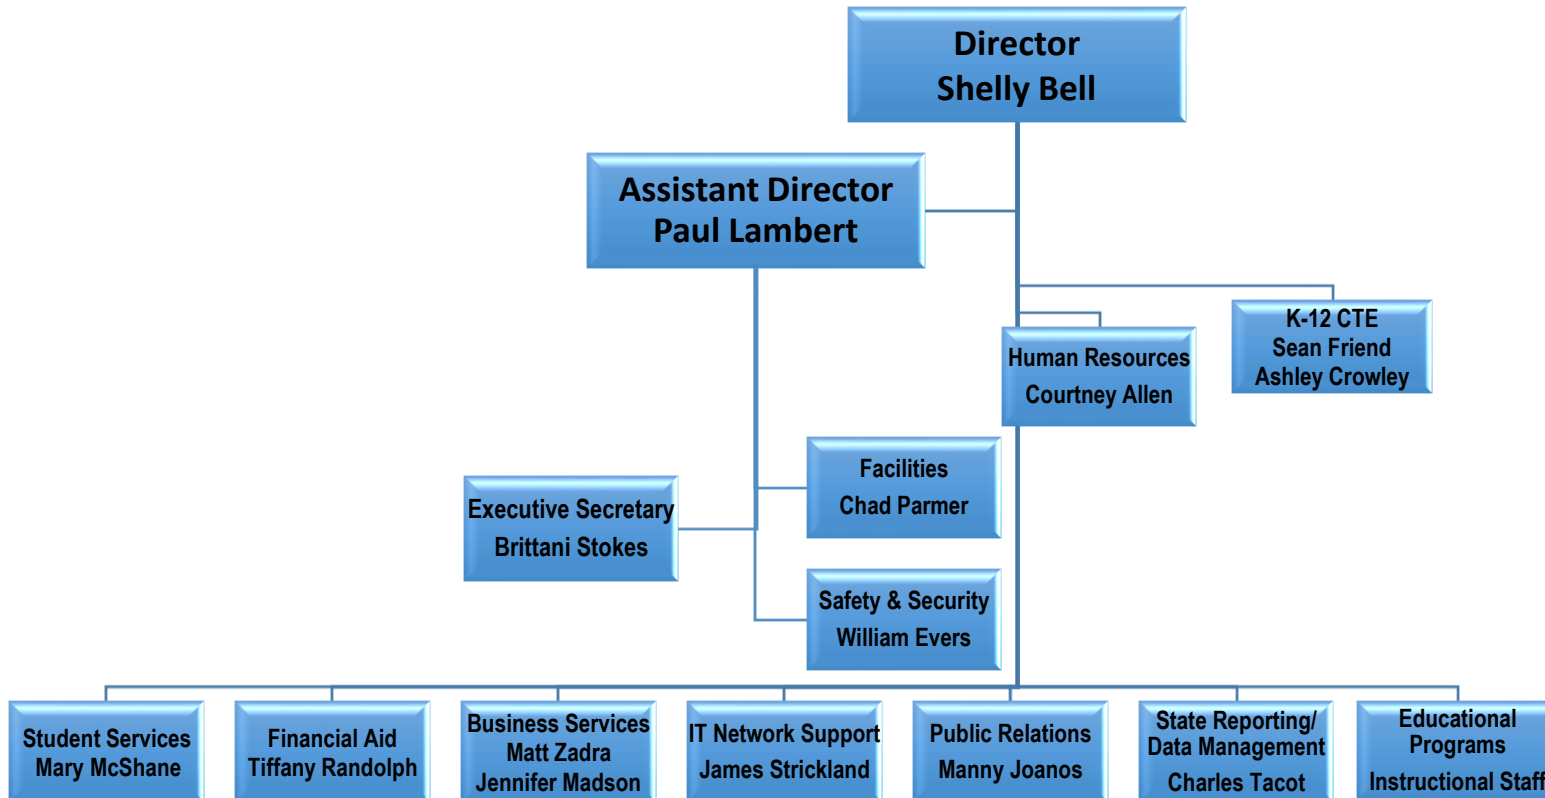 Director
Shelly Bell
Assistant Director
Paul Lambert
K-12 CTE
Sean Friend
Ashley Crowley
Human Resources
Courtney Allen
Facilities
Chad Parmer
Executive Secretary
Brittani Stokes
Safety & Security
William Evers
Student Services
Mary McShane
Financial Aid
Tiffany Randolph
Business Services
Matt Zadra
Jennifer Madson
IT Network Support
James Strickland
Public Relations
Manny Joanos
State Reporting/
Data Management
Charles Tacot
Educational
Programs
Instructional Staff